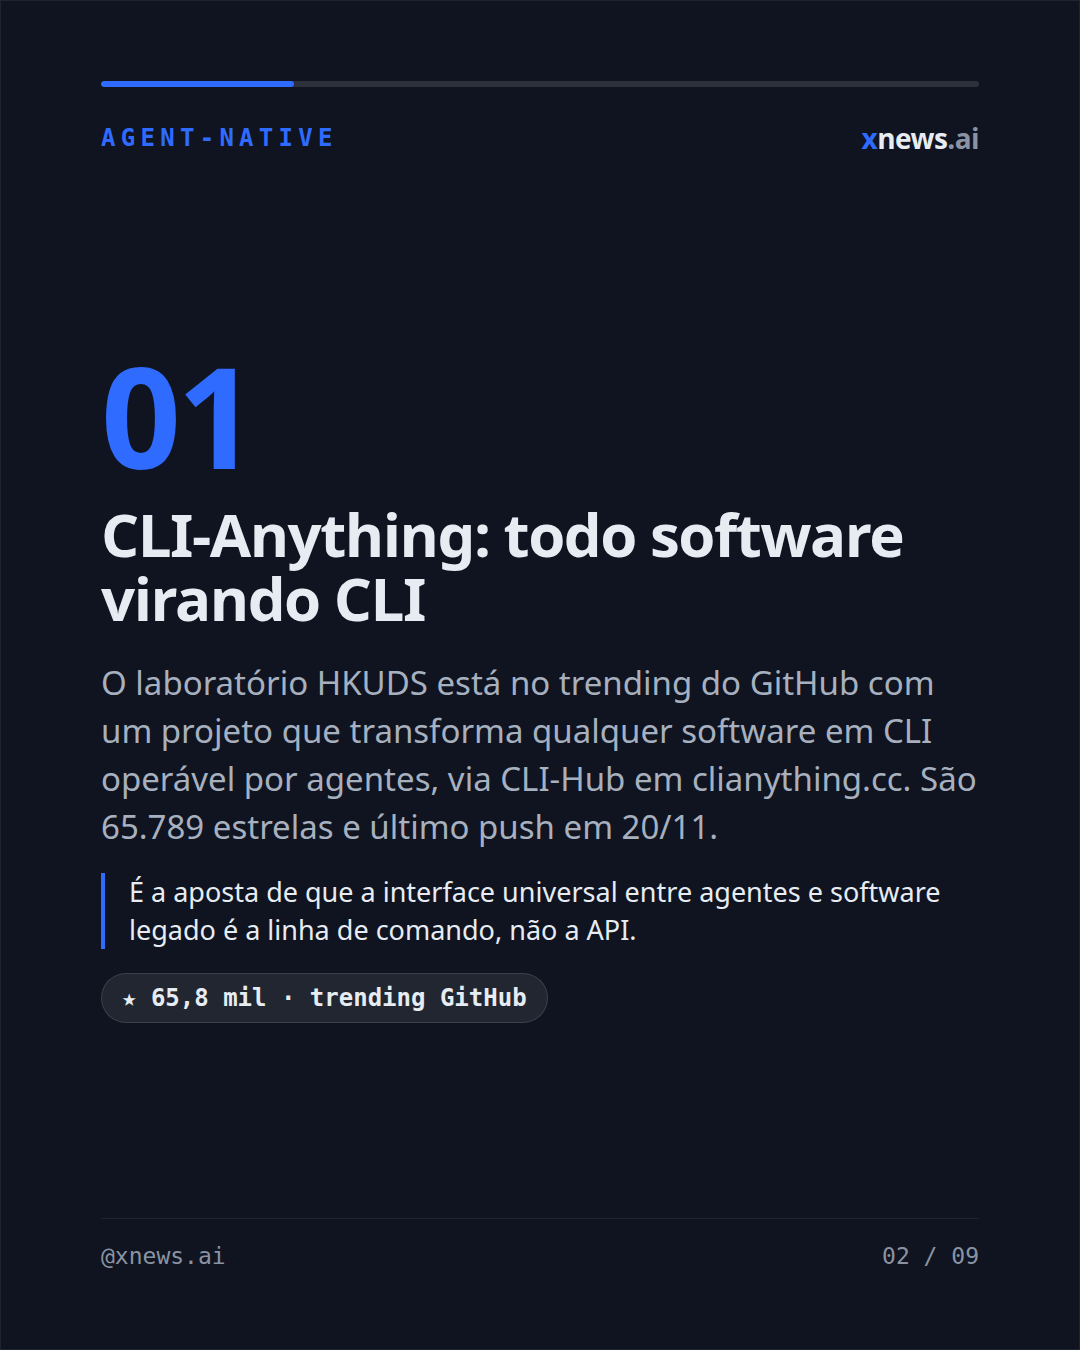 AGENT-NATIVE
xnews.ai
01
CLI-Anything: todo software
virando CLI
O laboratório HKUDS está no trending do GitHub com
um projeto que transforma qualquer software em CLI
operável por agentes, via CLI-Hub em clianything.cc. São
65.789 estrelas e último push em 20/11.
É a aposta de que a interface universal entre agentes e software
legado é a linha de comando, não a API.
★ 65,8 mil · trending GitHub
@xnews.ai
02 / 09